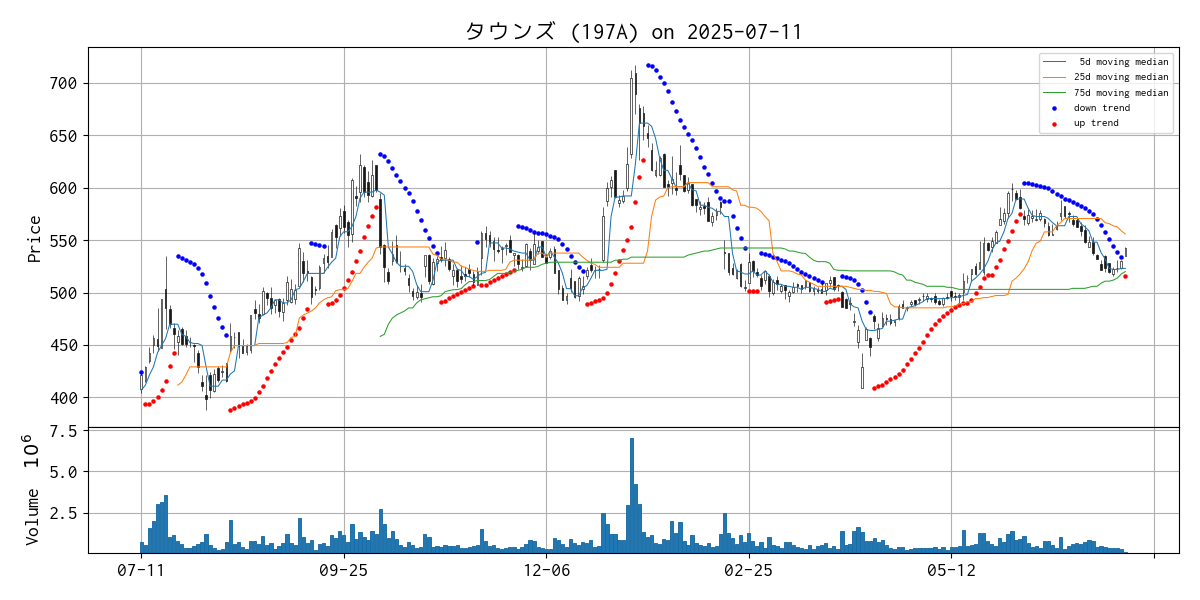 タウンズ (197A) on 2025-07-11
5d moving median
25d moving median
75d moving median
down trend
up trend
Price
700
650
600
550
500
450
400
Volume 10^6
7.5
5.0
2.5
07-11 09-25 12-06 02-25 05-12